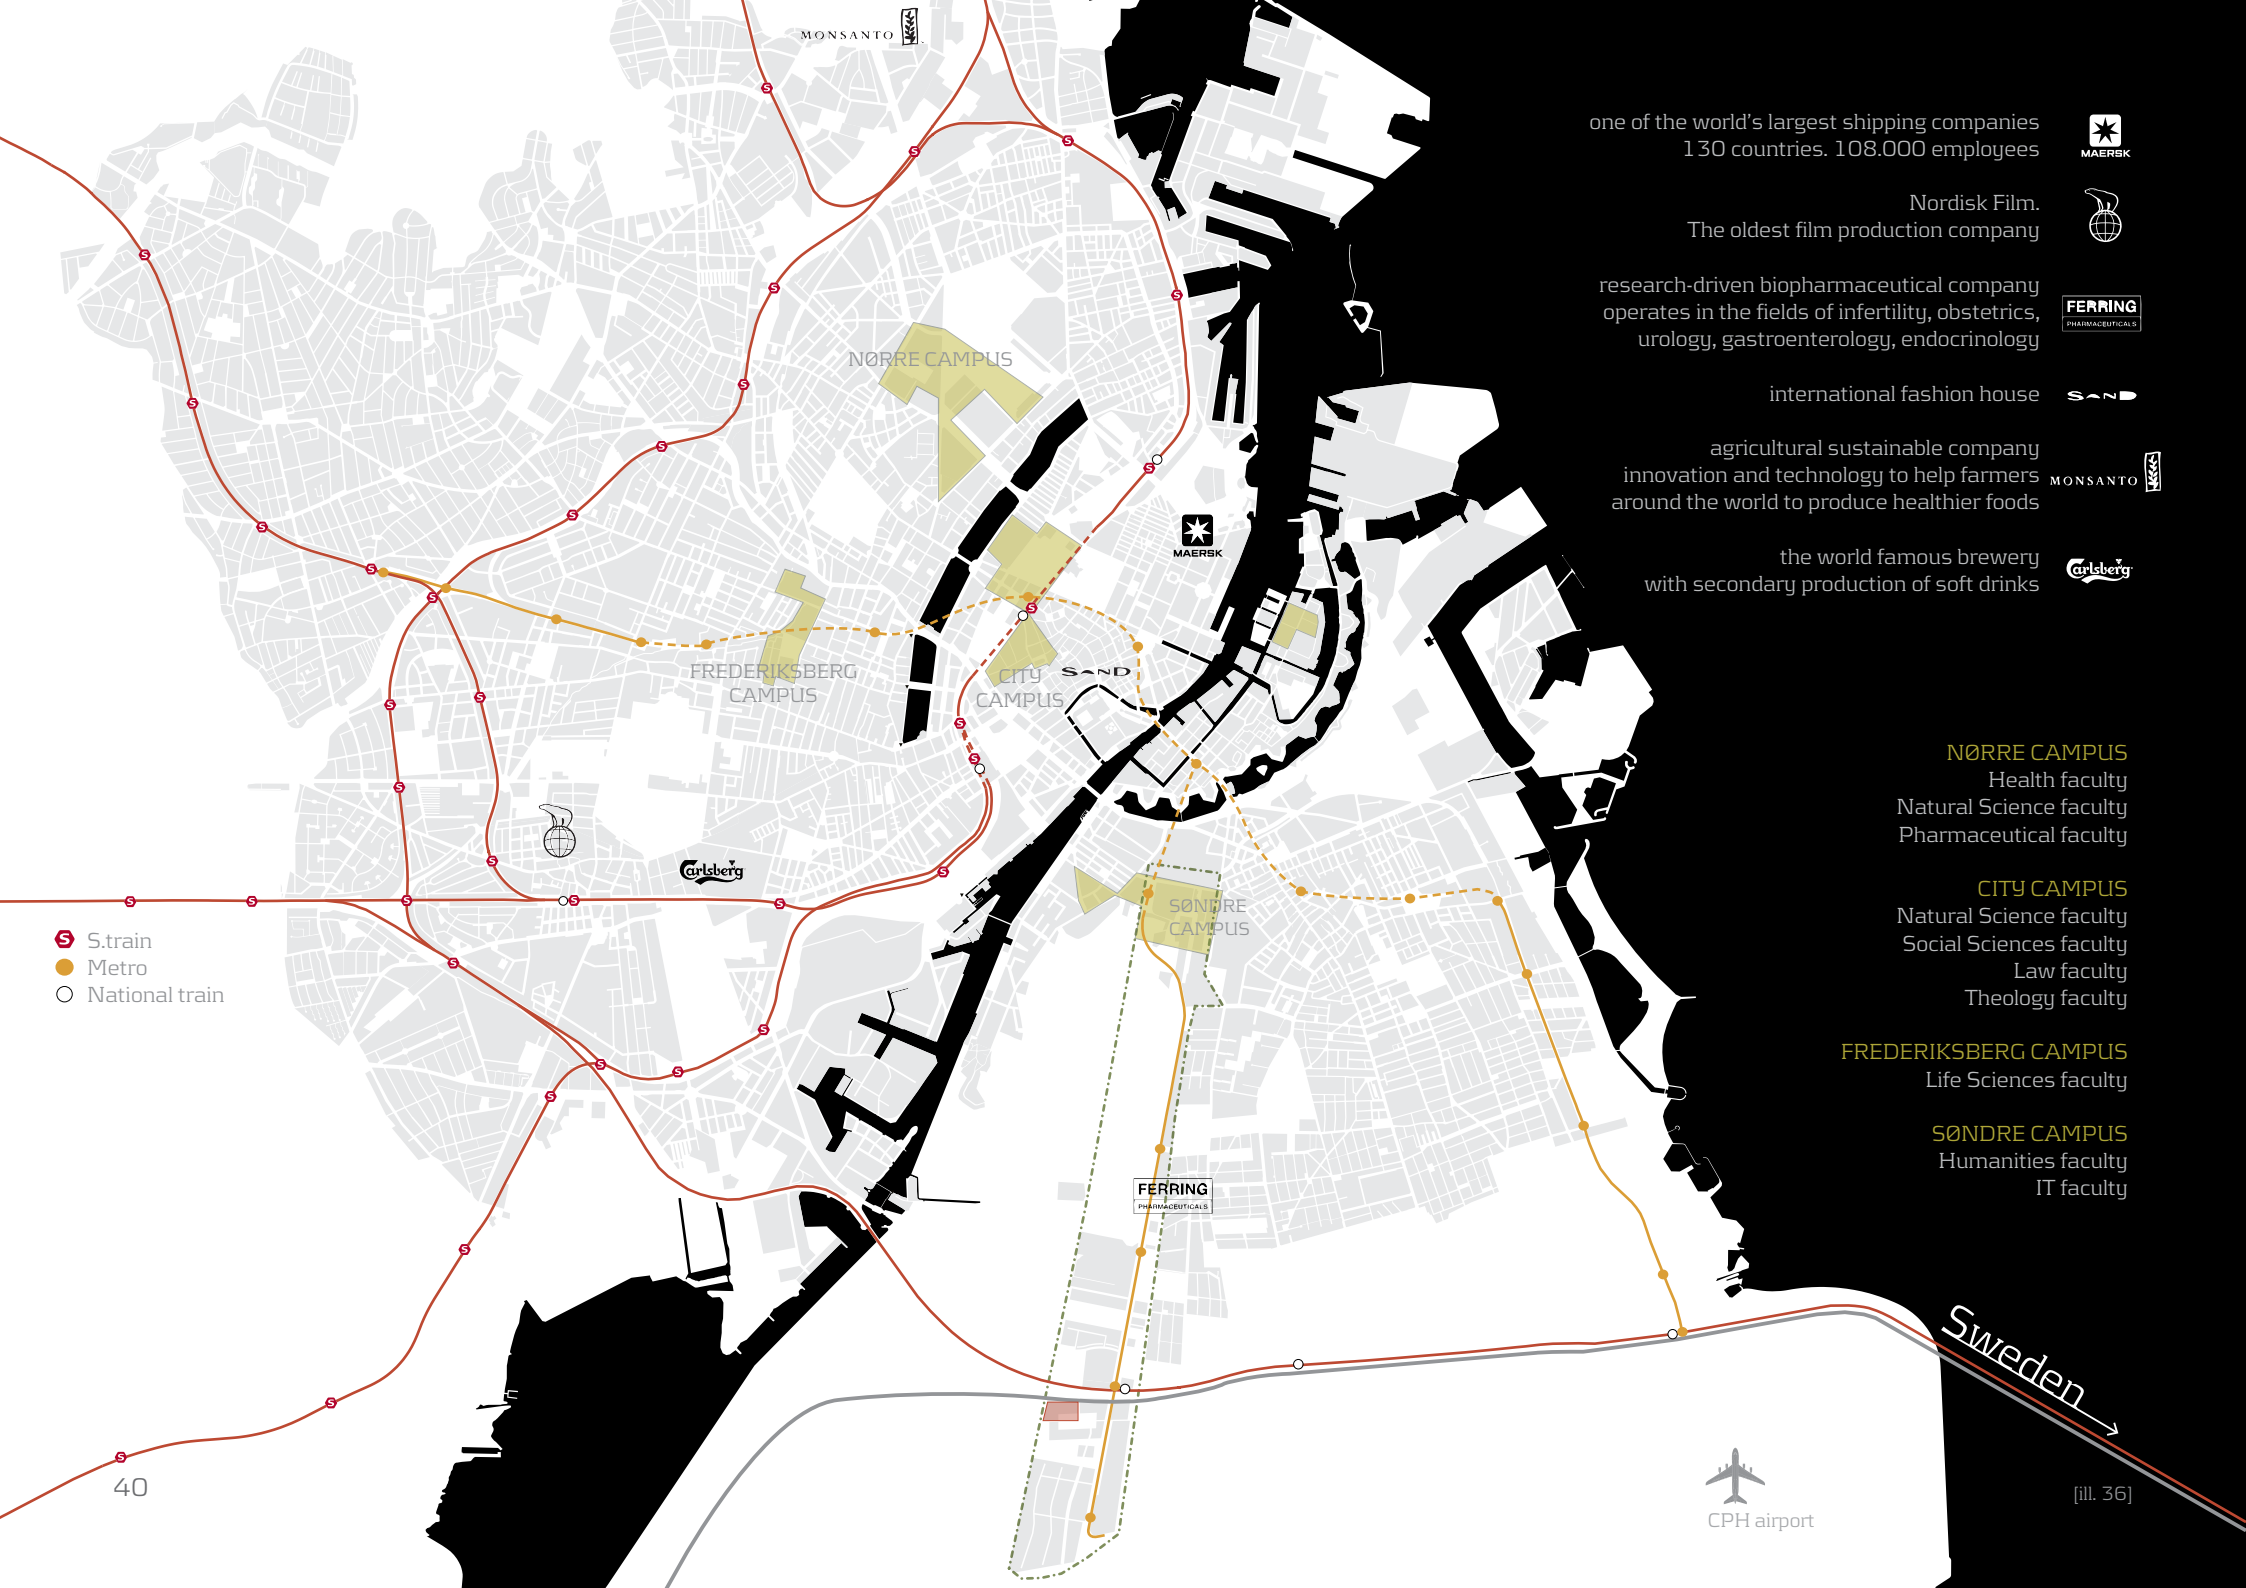 MONSANTO
one of the world's largest shipping companies
130 countries. 108.000 employees
MAERSK
Nordisk Film.
The oldest film production company
research-driven biopharmaceutical company
operates in the fields of infertility, obstetrics,
urology, gastroenterology, endocrinology
FERRING
PHARMACEUTICALS
international fashion house
SAND
agricultural sustainable company
innovation and technology to help farmers
around the world to produce healthier foods
MONSANTO
the world famous brewery
with secondary production of soft drinks
Carlsberg
NØRRE CAMPUS
MAERSK
FREDERIKSBERG
CAMPUS
CITY
CAMPUS
SAND
Carlsberg
SØNDRE
CAMPUS
S S.train
Metro
National train
FERRING
PHARMACEUTICALS
NØRRE CAMPUS
Health faculty
Natural Science faculty
Pharmaceutical faculty
CITY CAMPUS
Natural Science faculty
Social Sciences faculty
Law faculty
Theology faculty
FREDERIKSBERG CAMPUS
Life Sciences faculty
SØNDRE CAMPUS
Humanities faculty
IT faculty
Sweden
CPH airport
40
[ill. 36]